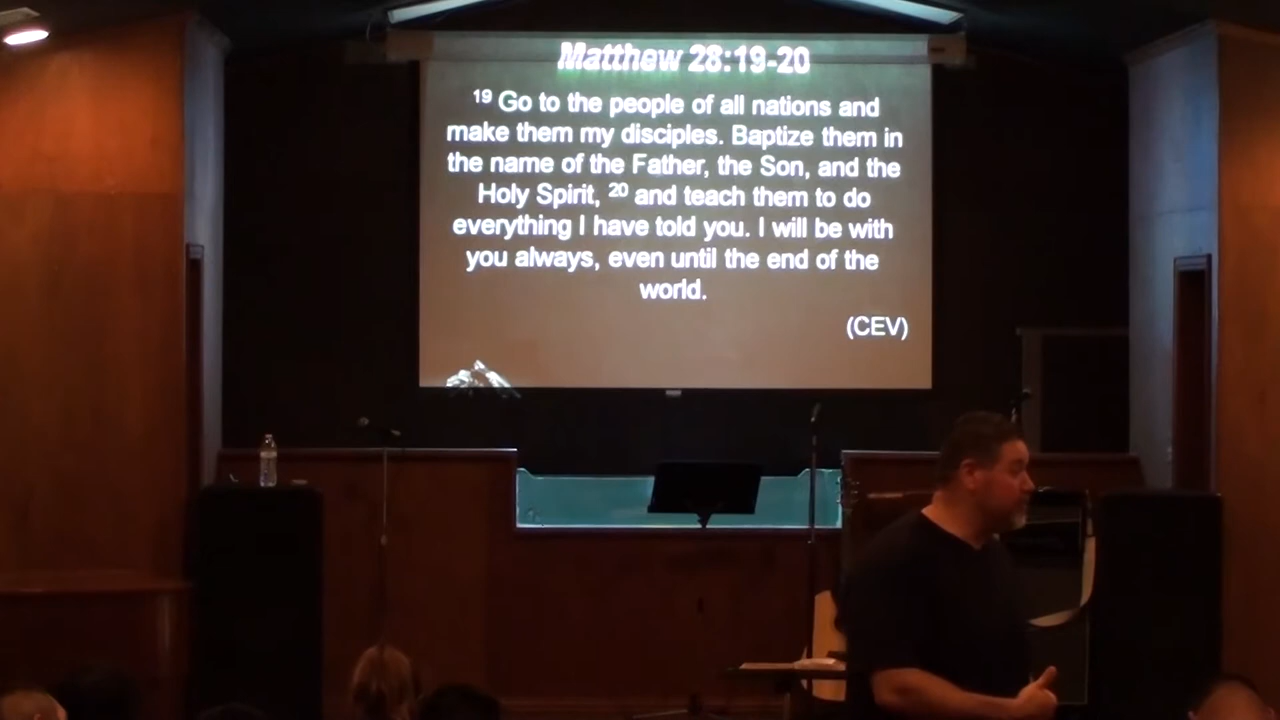 Matthew 28:19-20
19 Go to the people of all nations and
make them my disciples. Baptize them in
the name of the Father, the Son, and the
Holy Spirit, 20 and teach them to do
everything I have told you. I will be with
you always, even until the end of the
world.
(CEV)